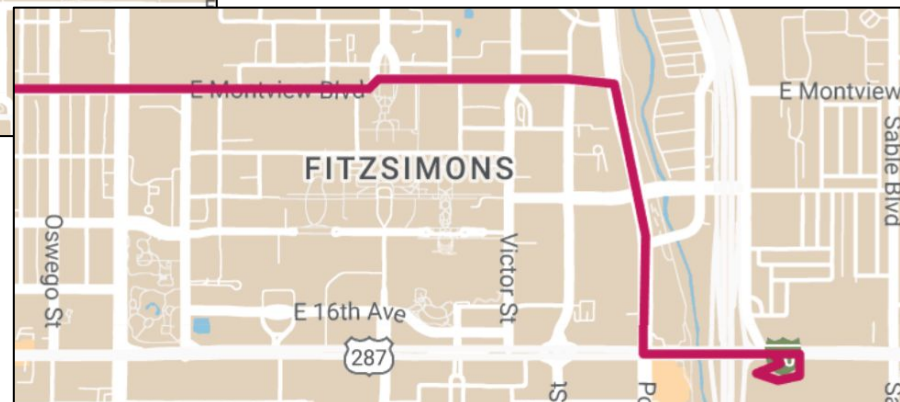 E Montview Blvd
E Montview
FITZSIMONS
Sable Blvd
Oswego St
Victor St
E 16th Ave
287